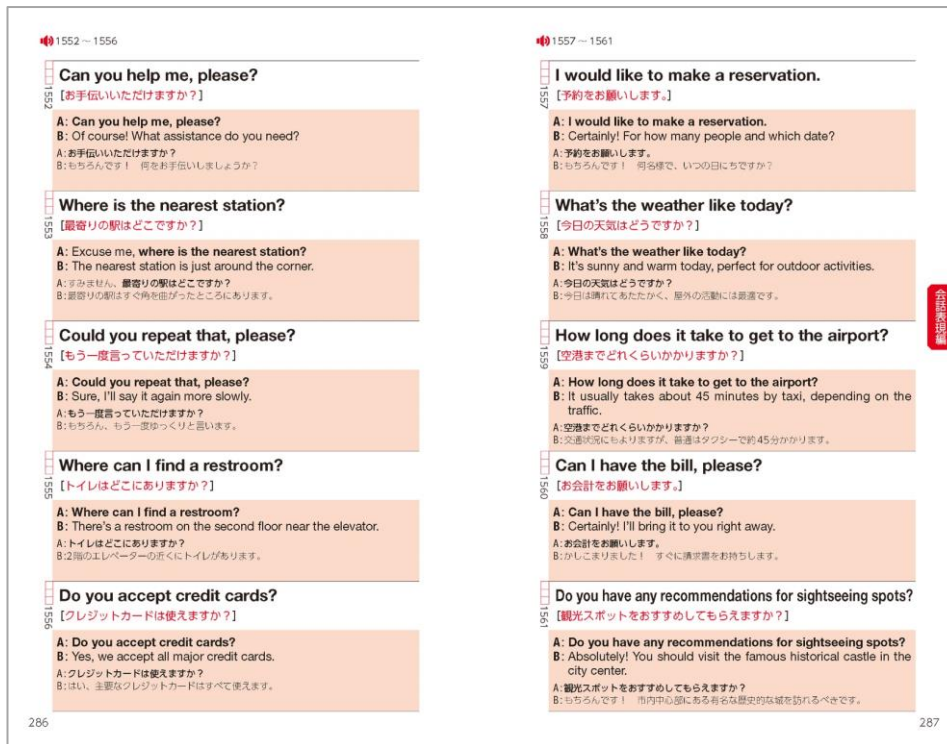 1552 ~ 1556
1552
Can you help me, please?
[お手伝いいただけますか？]
A: Can you help me, please?
B: Of course! What assistance do you need?
A:お手伝いいただけますか？
B:もちろんです！　何をお手伝いしましょうか？
1553
Where is the nearest station?
[最寄りの駅はどこですか？]
A: Excuse me, where is the nearest station?
B: The nearest station is just around the corner.
A:すみません、最寄りの駅はどこですか？
B:最寄りの駅はすぐ角を曲がったところにあります。
1554
Could you repeat that, please?
[もう一度言っていただけますか？]
A: Could you repeat that, please?
B: Sure, I'll say it again more slowly.
A:もう一度言っていただけますか？
B:もちろん、もう一度ゆっくりと言います。
1555
Where can I find a restroom?
[トイレはどこにありますか？]
A: Where can I find a restroom?
B: There's a restroom on the second floor near the elevator.
A:トイレはどこにありますか？
B:2階のエレベーターの近くにトイレがあります。
1556
Do you accept credit cards?
[クレジットカードは使えますか？]
A: Do you accept credit cards?
B: Yes, we accept all major credit cards.
A:クレジットカードは使えますか？
B:はい、主要なクレジットカードはすべて使えます。
286
1557 ~ 1561
1557
I would like to make a reservation.
[予約をお願いします。]
A: I would like to make a reservation.
B: Certainly! For how many people and which date?
A:予約をお願いします。
B:もちろんです！　何名様で、いつの日にちですか？
1558
What's the weather like today?
[今日の天気はどうですか？]
A: What's the weather like today?
B: It's sunny and warm today, perfect for outdoor activities.
A:今日の天気はどうですか？
B:今日は晴れてあたたかく、屋外の活動には最適です。
1559
How long does it take to get to the airport?
[空港までどれくらいかかりますか？]
A: How long does it take to get to the airport?
B: It usually takes about 45 minutes by taxi, depending on the
traffic.
A:空港までどれくらいかかりますか？
B:交通状況にもよりますが、普通はタクシーで約45分かかります。
1560
Can I have the bill, please?
[お会計をお願いします。]
A: Can I have the bill, please?
B: Certainly! I'll bring it to you right away.
A:お会計をお願いします。
B:かしこまりました！　すぐに請求書をお持ちします。
1561
Do you have any recommendations for sightseeing spots?
[観光スポットをおすすめしてもらえますか？]
A: Do you have any recommendations for sightseeing spots?
B: Absolutely! You should visit the famous historical castle in the
city center.
A:観光スポットをおすすめしてもらえますか？
B:もちろんです！　市内中心部にある有名な歴史的な城を訪れるべきです。
会話表現編
287